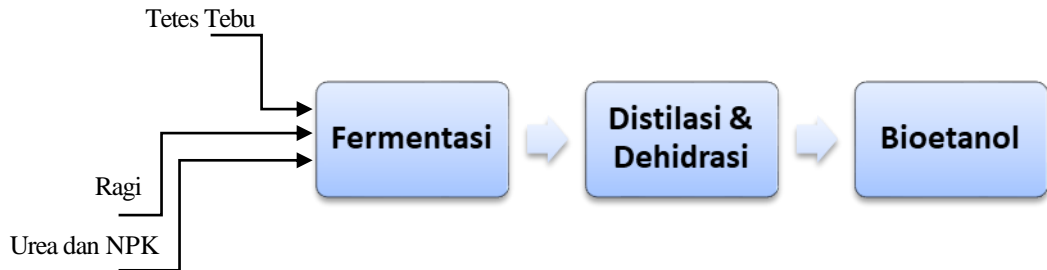 Tetes Tebu
Fermentasi
Distilasi &
Dehidrasi
Bioetanol
Ragi
Urea dan NPK